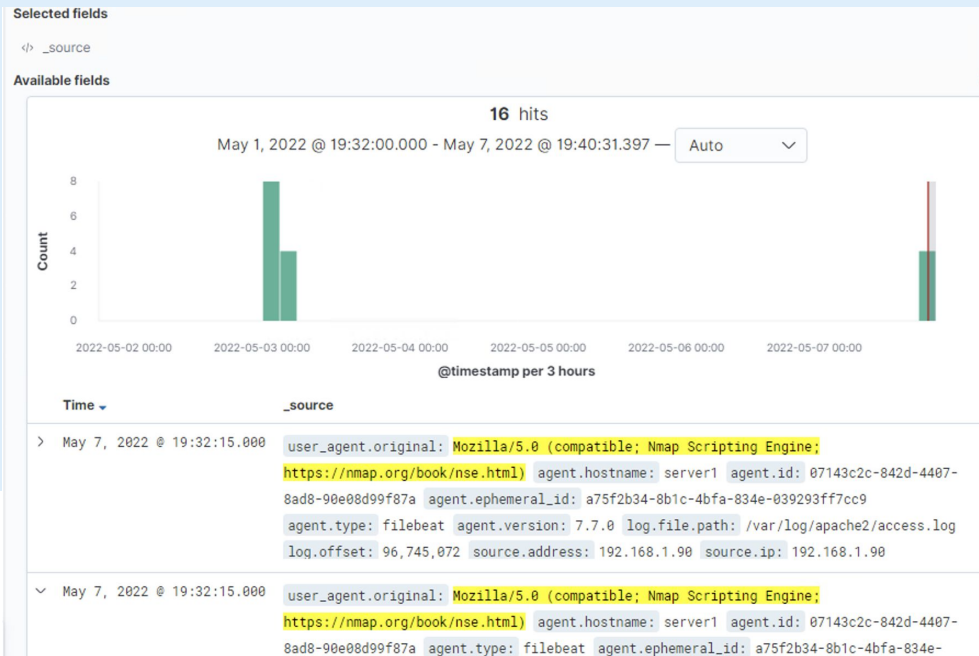 Selected fields
</> _source
Available fields
16 hits
May 1, 2022 @ 19:32:00.000 - May 7, 2022 @ 19:40:31.397 — Auto
8
6
4
2
0
Count
2022-05-02 00:00 2022-05-03 00:00 2022-05-04 00:00 2022-05-05 00:00 2022-05-06 00:00 2022-05-07 00:00
@timestamp per 3 hours
Time _source
May 7, 2022 @ 19:32:15.000 user_agent.original: Mozilla/5.0 (compatible; Nmap Scripting Engine;
https://nmap.org/book/nse.html) agent.hostname: server1 agent.id: 07143c2c-842d-4407-
8ad8-90e08d99f87a agent.ephemeral_id: a75f2b34-8b1c-4bfa-834e-039293ff7cc9
agent.type: filebeat agent.version: 7.7.0 log.file.path: /var/log/apache2/access.log
log.offset: 96,745,072 source.address: 192.168.1.90 source.ip: 192.168.1.90
May 7, 2022 @ 19:32:15.000 user_agent.original: Mozilla/5.0 (compatible; Nmap Scripting Engine;
https://nmap.org/book/nse.html) agent.hostname: server1 agent.id: 07143c2c-842d-4407-
8ad8-90e08d99f87a agent.type: filebeat agent.ephemeral_id: a75f2b34-8b1c-4bfa-834e-